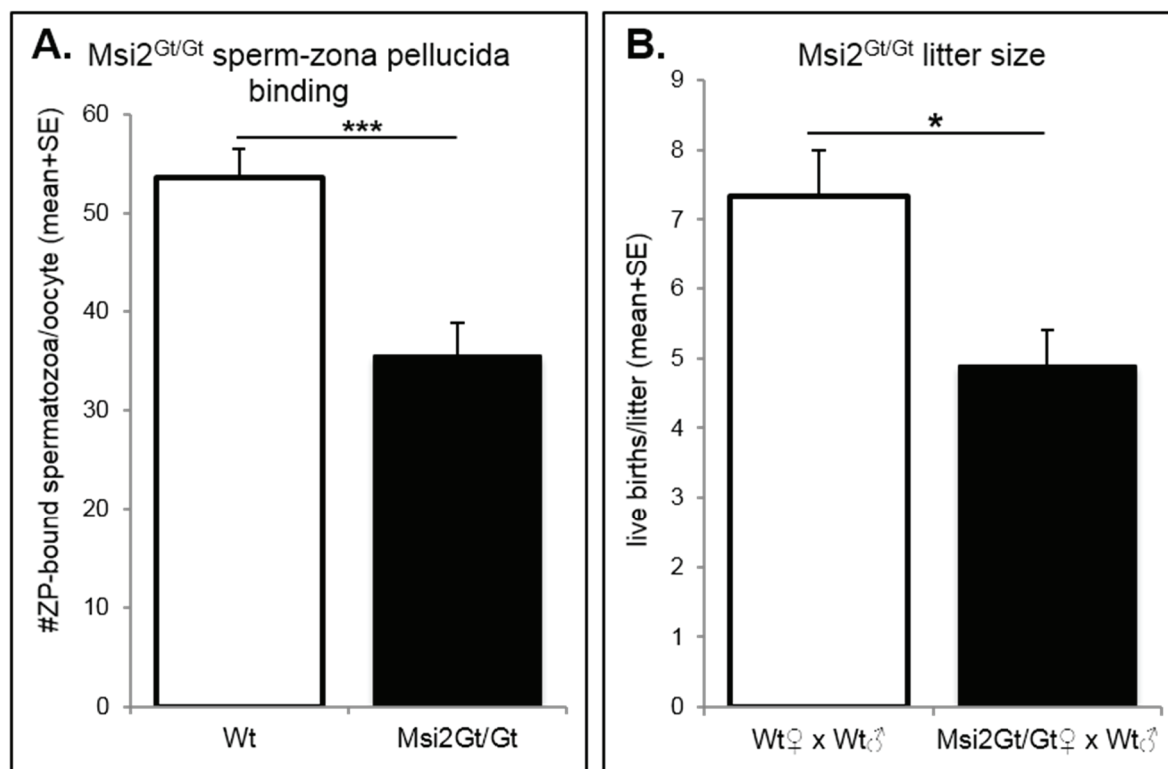 A. Msi2Gt/Gt sperm-zona pellucida
binding
#ZP-bound spermatozoa/oocyte (mean+SE)
60
50
40
30
20
10
0
***
Wt
Msi2Gt/Gt
B. Msi2Gt/Gt litter size
live births/litter (mean+SE)
9
8
7
6
5
4
3
2
1
0
*
Wt♀ x Wt♂
Msi2Gt/Gt♀ x Wt♂